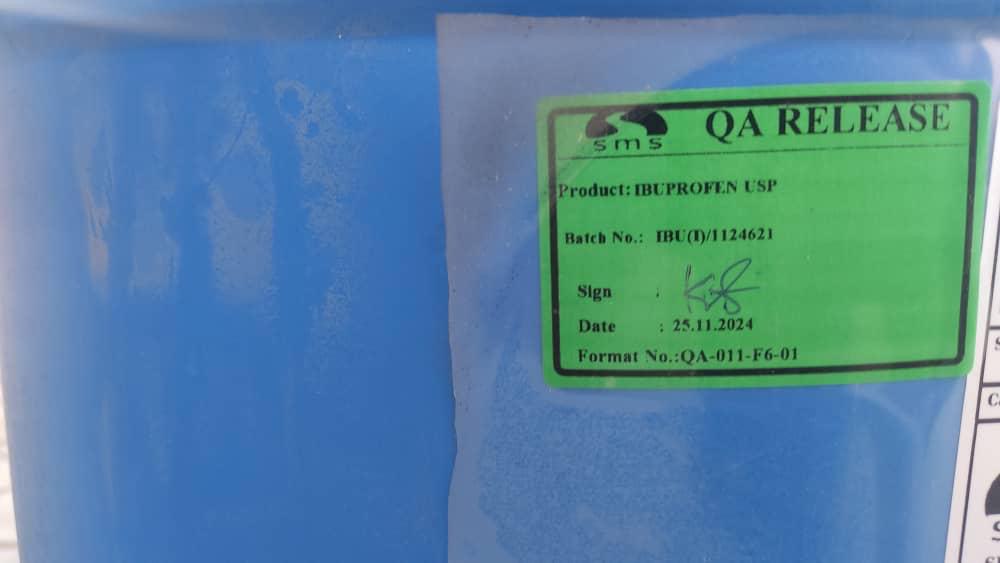 sms
QA RELEASE
Product: IBUPROFEN USP
Batch No.: IBU(I)/1124621
Sign :
Date : 25.11.2024
Format No.:QA-011-F6-01